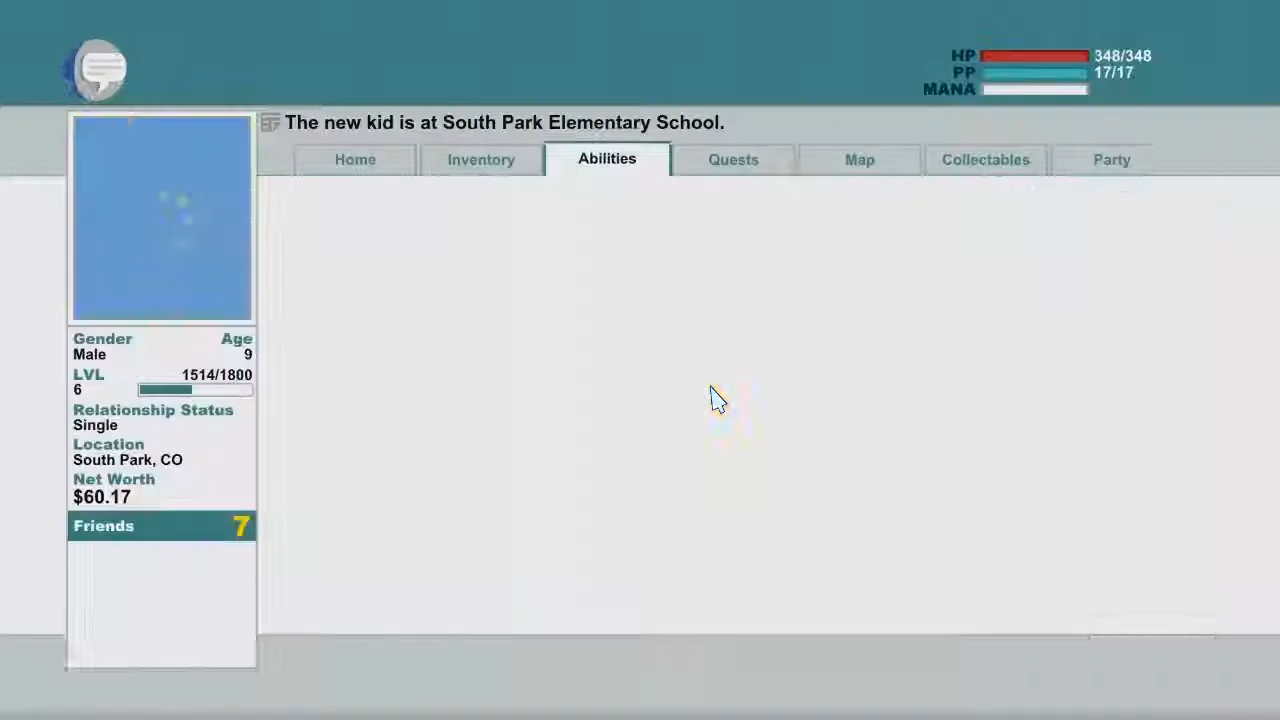 HP 348/348
PP 17/17
MANA
The new kid is at South Park Elementary School.
Home Inventory Abilities Quests Map Collectables Party
Gender Age
Male 9
LVL 1514/1800
6
Relationship Status
Single
Location
South Park, CO
Net Worth
$60.17
Friends 7